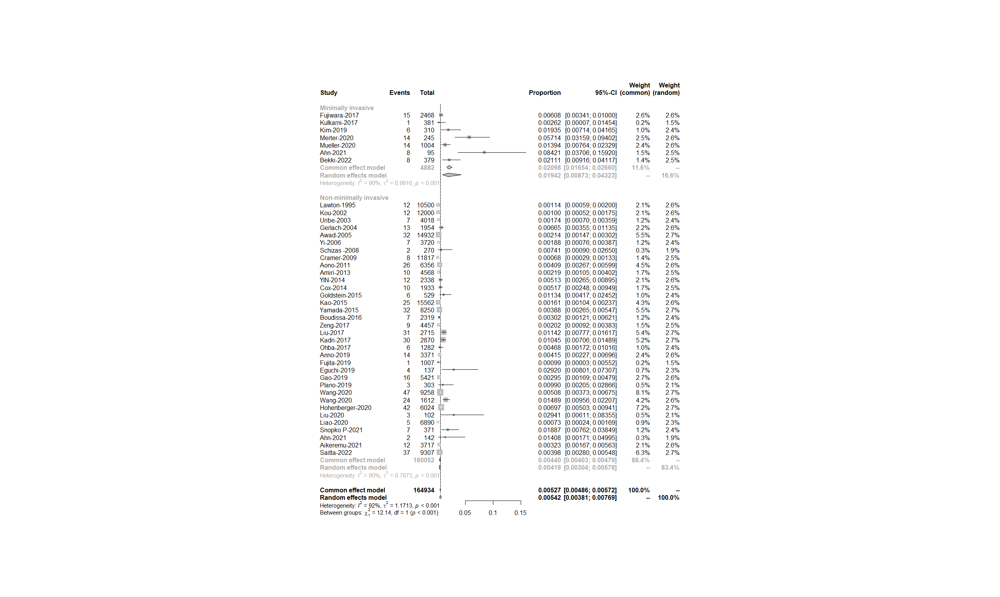 Weight Weight
Study Events Total Proportion 95%-CI (common) (random)
Minimally invasive
Fujiwara-2017 15 2468 0.00608 [0.00341; 0.01000] 2.6% 2.6%
Kulkarni-2017 1 381 0.00262 [0.00007; 0.01454] 0.2% 1.5%
Kim-2019 6 310 0.01935 [0.00714; 0.04165] 1.0% 2.4%
Merter-2020 14 245 0.05714 [0.03159; 0.09402] 2.5% 2.6%
Mueller-2020 14 1004 0.01394 [0.00764; 0.02329] 2.4% 2.6%
Ahn-2021 8 95 0.08421 [0.03706; 0.15920] 1.5% 2.5%
Bekki-2022 8 379 0.02111 [0.00916; 0.04117] 1.4% 2.5%
Common effect model 4882 0.02098 [0.01654; 0.02660] 11.6% --
Random effects model 0.01942 [0.00873; 0.04323] -- 16.6%
Heterogeneity: I² = 90%, τ² = 0.9916, p < 0.001
Non-minimally invasive
Lawton-1995 12 10500 0.00114 [0.00059; 0.00200] 2.1% 2.6%
Kou-2002 12 12000 0.00100 [0.00052; 0.00175] 2.1% 2.6%
Uribe-2003 7 4018 0.00174 [0.00070; 0.00359] 1.2% 2.4%
Gerlach-2004 13 1954 0.00665 [0.00355; 0.01135] 2.2% 2.6%
Awad-2005 32 14932 0.00214 [0.00147; 0.00302] 5.5% 2.7%
Yi-2006 7 3720 0.00188 [0.00076; 0.00387] 1.2% 2.4%
Schizas -2008 2 270 0.00741 [0.00090; 0.02650] 0.3% 1.9%
Cramer-2009 8 11817 0.00068 [0.00029; 0.00133] 1.4% 2.5%
Aono-2011 26 6356 0.00409 [0.00267; 0.00599] 4.5% 2.6%
Amiri-2013 10 4568 0.00219 [0.00105; 0.00402] 1.7% 2.5%
YIN-2014 12 2338 0.00513 [0.00265; 0.00895] 2.1% 2.6%
Cox-2014 10 1933 0.00517 [0.00248; 0.00949] 1.7% 2.5%
Goldstein-2015 6 529 0.01134 [0.00417; 0.02452] 1.0% 2.4%
Kao-2015 25 15562 0.00161 [0.00104; 0.00237] 4.3% 2.6%
Yamada-2015 32 8250 0.00388 [0.00265; 0.00547] 5.5% 2.7%
Boudissa-2016 7 2319 0.00302 [0.00121; 0.00621] 1.2% 2.4%
Zeng-2017 9 4457 0.00202 [0.00092; 0.00383] 1.5% 2.5%
Liu-2017 31 2715 0.01142 [0.00777; 0.01617] 5.4% 2.7%
Kadri-2017 30 2870 0.01045 [0.00706; 0.01489] 5.2% 2.7%
Ohba-2017 6 1282 0.00468 [0.00172; 0.01016] 1.0% 2.4%
Anno-2019 14 3371 0.00415 [0.00227; 0.00696] 2.4% 2.6%
Fujita-2019 1 1007 0.00099 [0.00003; 0.00552] 0.2% 1.5%
Eguchi-2019 4 137 0.02920 [0.00801; 0.07307] 0.7% 2.3%
Gao-2019 16 5421 0.00295 [0.00169; 0.00479] 2.7% 2.6%
Plano-2019 3 303 0.00990 [0.00205; 0.02866] 0.5% 2.1%
Wang-2020 47 9258 0.00508 [0.00373; 0.00675] 8.1% 2.7%
Wang-2020 24 1612 0.01489 [0.00956; 0.02207] 4.2% 2.6%
Hohenberger-2020 42 6024 0.00697 [0.00503; 0.00941] 7.2% 2.7%
Liu-2020 3 102 0.02941 [0.00611; 0.08355] 0.5% 2.1%
Liao-2020 5 6890 0.00073 [0.00024; 0.00169] 0.9% 2.3%
Snopko P-2021 7 371 0.01887 [0.00762; 0.03849] 1.2% 2.4%
Ahn-2021 2 142 0.01408 [0.00171; 0.04995] 0.3% 1.9%
Aikeremu-2021 12 3717 0.00323 [0.00167; 0.00563] 2.1% 2.6%
Saitta-2022 37 9307 0.00398 [0.00280; 0.00548] 6.3% 2.7%
Common effect model 160052 0.00440 [0.00403; 0.00479] 88.4% --
Random effects model 0.00419 [0.00304; 0.00578] -- 83.4%
Heterogeneity: I² = 90%, τ² = 0.7873, p < 0.001
Common effect model 164934 0.00527 [0.00486; 0.00572] 100.0% --
Random effects model 0.00542 [0.00381; 0.00769] -- 100.0%
Heterogeneity: I² = 92%, τ² = 1.1713, p < 0.001
Between groups: χ²₁ = 12.14, df = 1 (p < 0.001)
0.05 0.1 0.15